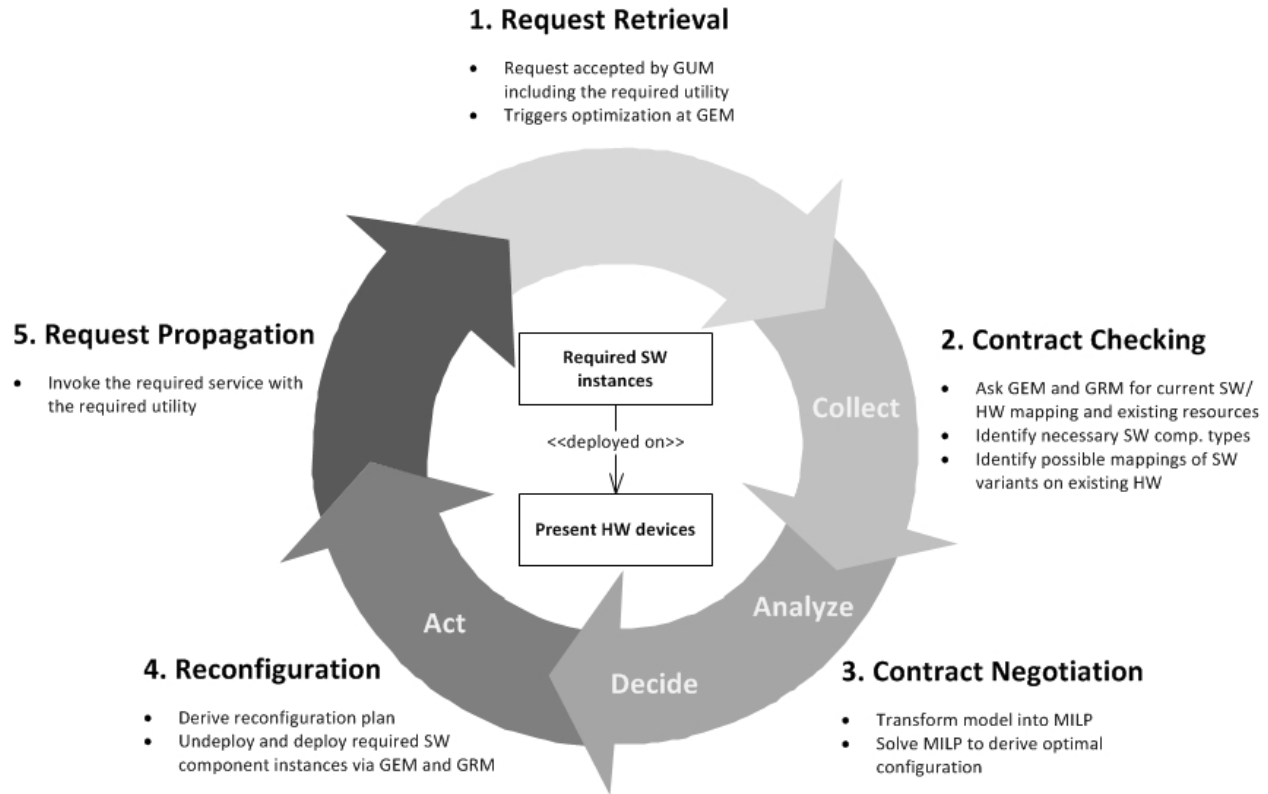 1. Request Retrieval
• Request accepted by GUM
including the required utility
• Triggers optimization at GEM
5. Request Propagation
• Invoke the required service with
the required utility
Required SW
instances
<<deployed on>>
Present HW devices
Collect
2. Contract Checking
• Ask GEM and GRM for current SW/
HW mapping and existing resources
• Identify necessary SW comp. types
• Identify possible mappings of SW
variants on existing HW
Analyze
Decide
Act
4. Reconfiguration
• Derive reconfiguration plan
• Undeploy and deploy required SW
component instances via GEM and GRM
3. Contract Negotiation
• Transform model into MILP
• Solve MILP to derive optimal
configuration